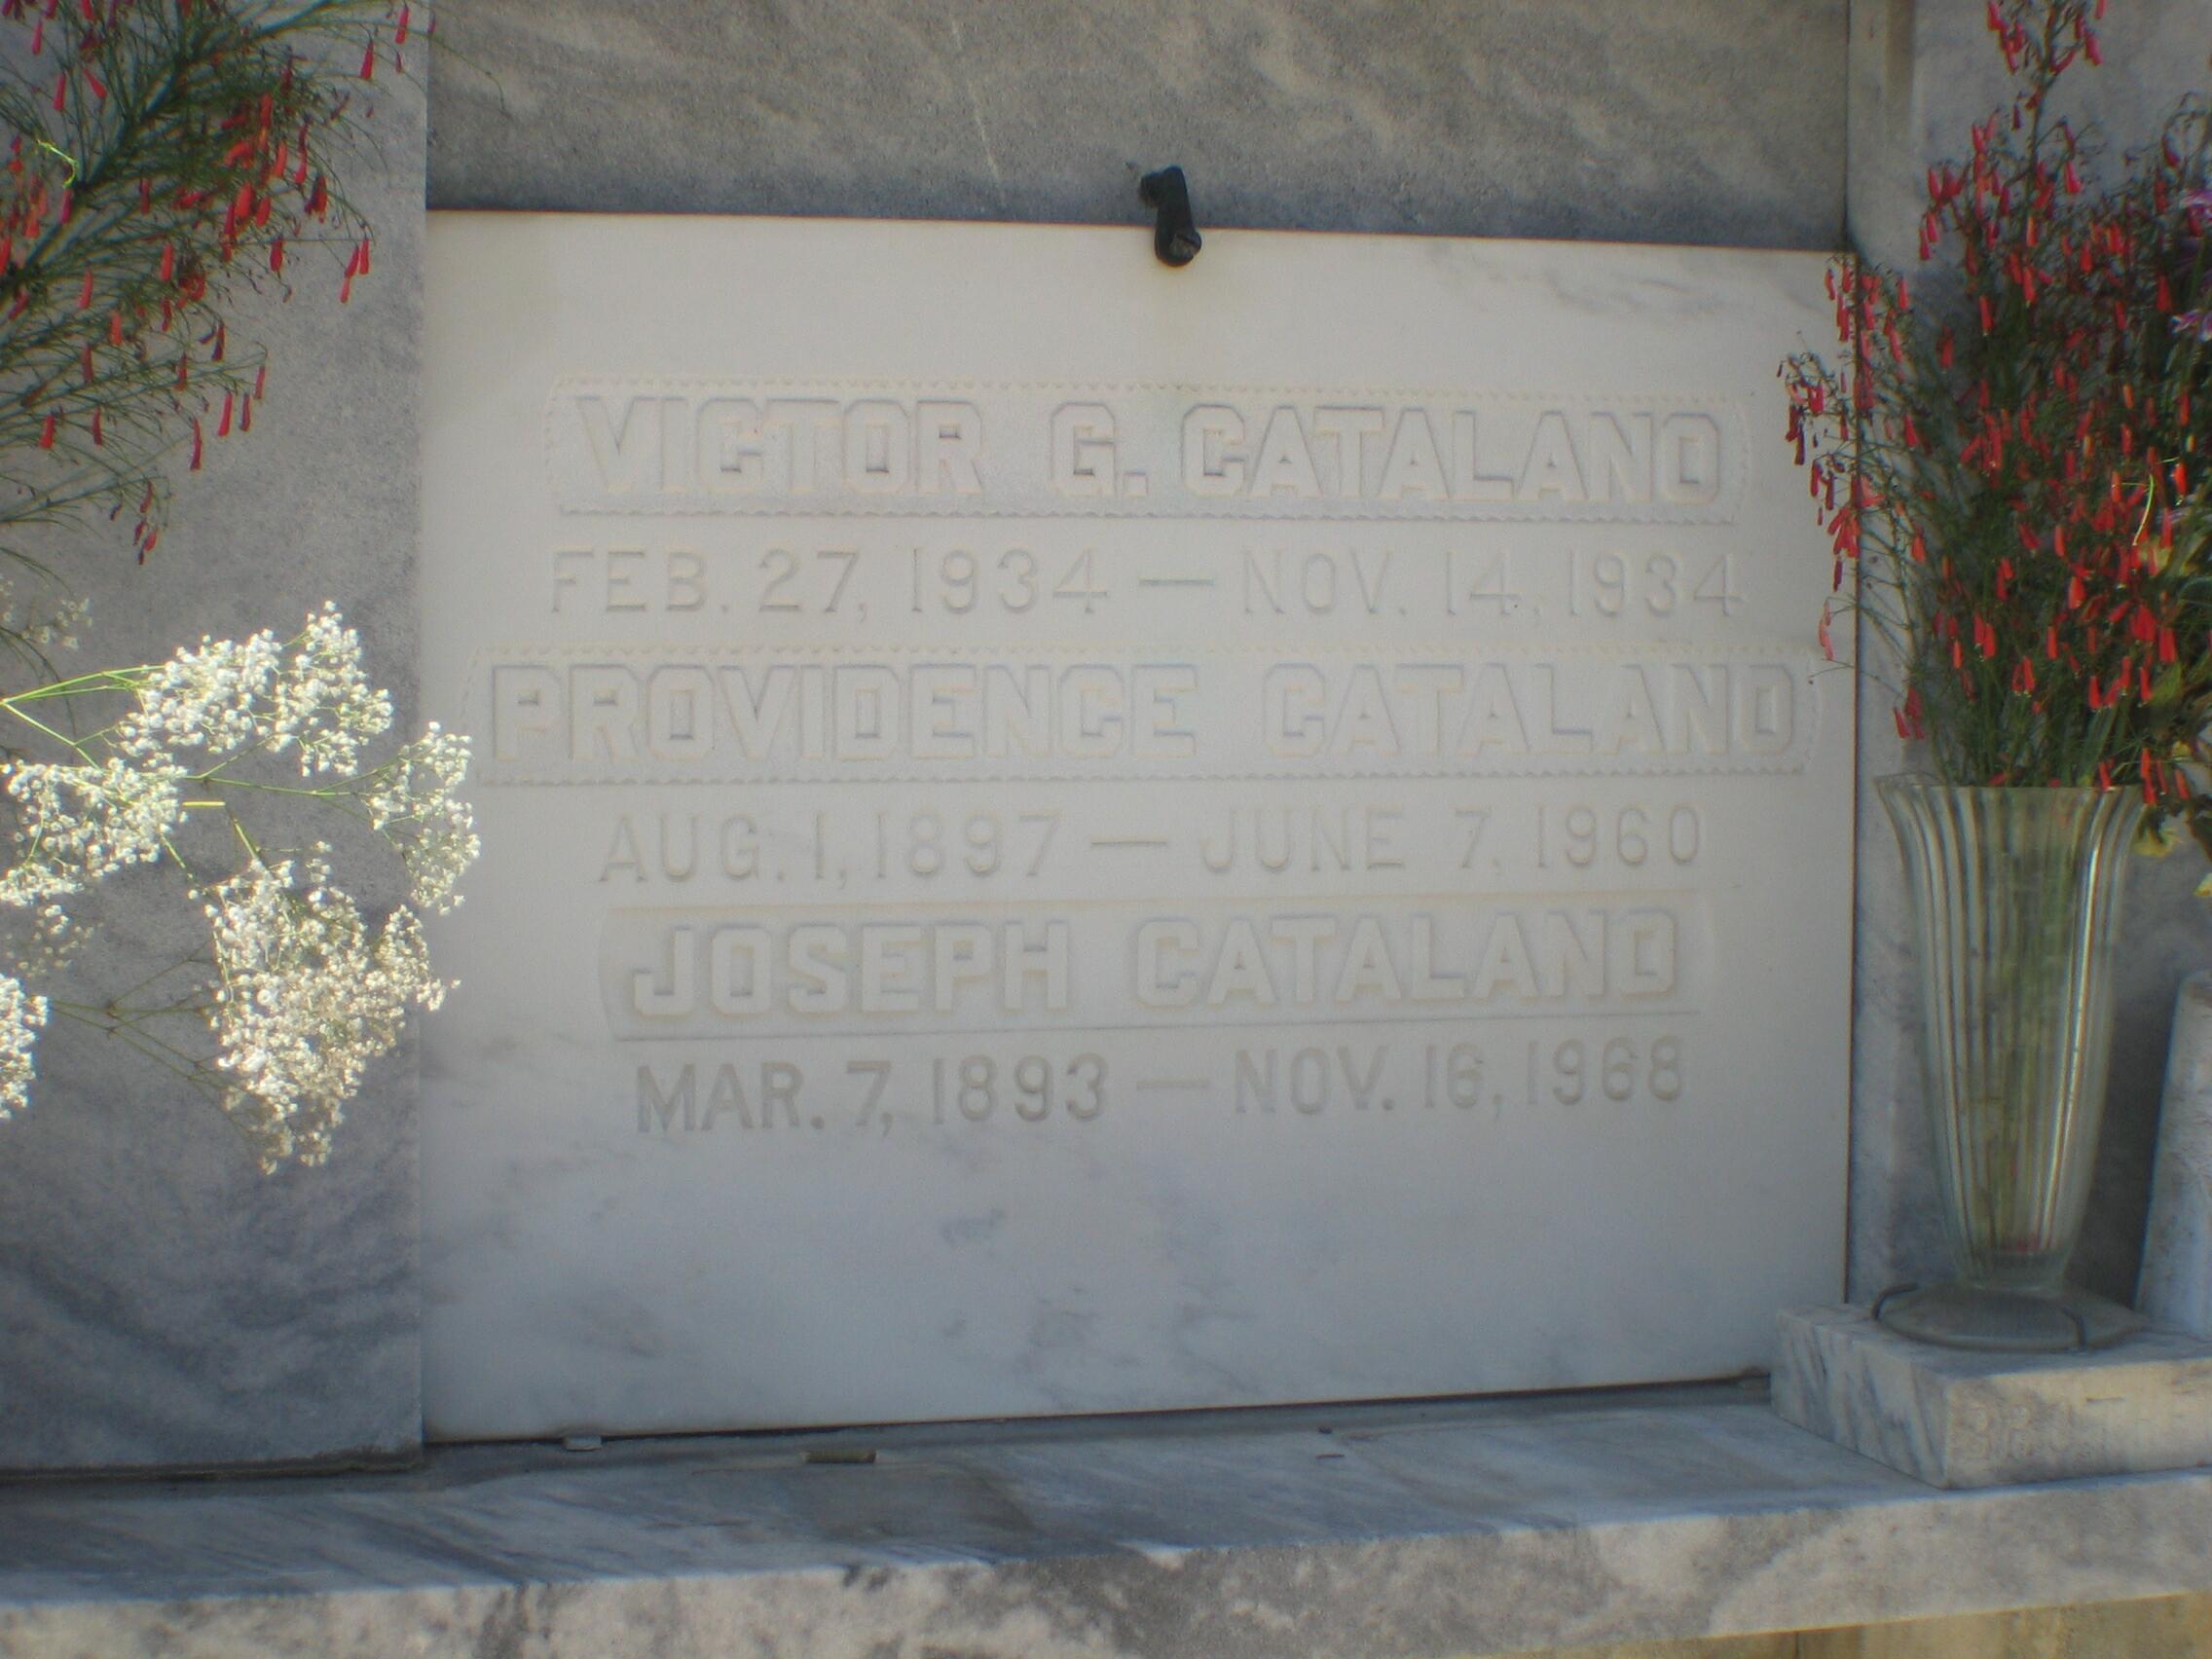 VICTOR G. CATALANO
FEB. 27, 1934 — NOV. 14, 1934
PROVIDENCE CATALANO
AUG. 1, 1897 — JUNE 7, 1960
JOSEPH CATALANO
MAR. 7, 1893 — NOV. 16, 1968